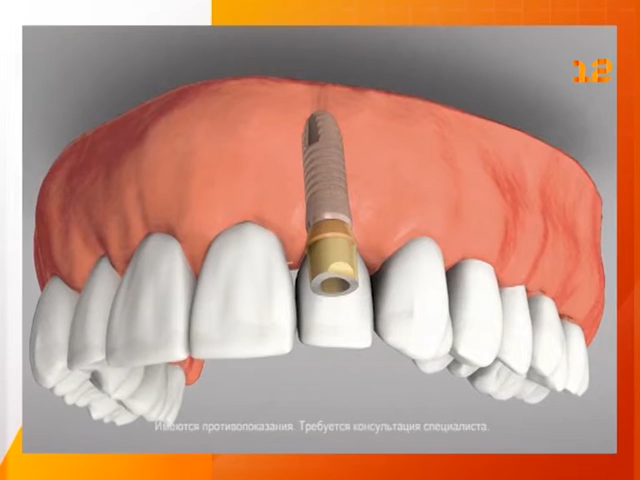 12
Имеются противопоказания. Требуется консультация специалиста.